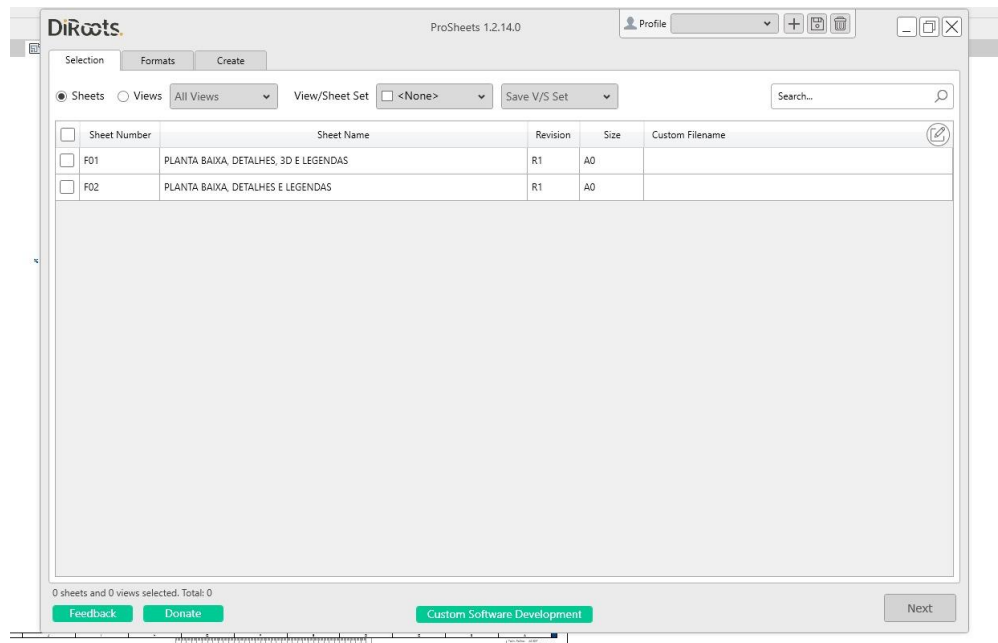 DiRoots.
ProSheets 1.2.14.0
Profile
Selection Formats Create
Sheets Views All Views View/Sheet Set <None> Save V/S Set Search...
Sheet Number Sheet Name Revision Size Custom Filename
F01 PLANTA BAIXA, DETALHES, 3D E LEGENDAS R1 A0
F02 PLANTA BAIXA, DETALHES E LEGENDAS R1 A0
0 sheets and 0 views selected. Total: 0
Feedback Donate Custom Software Development Next